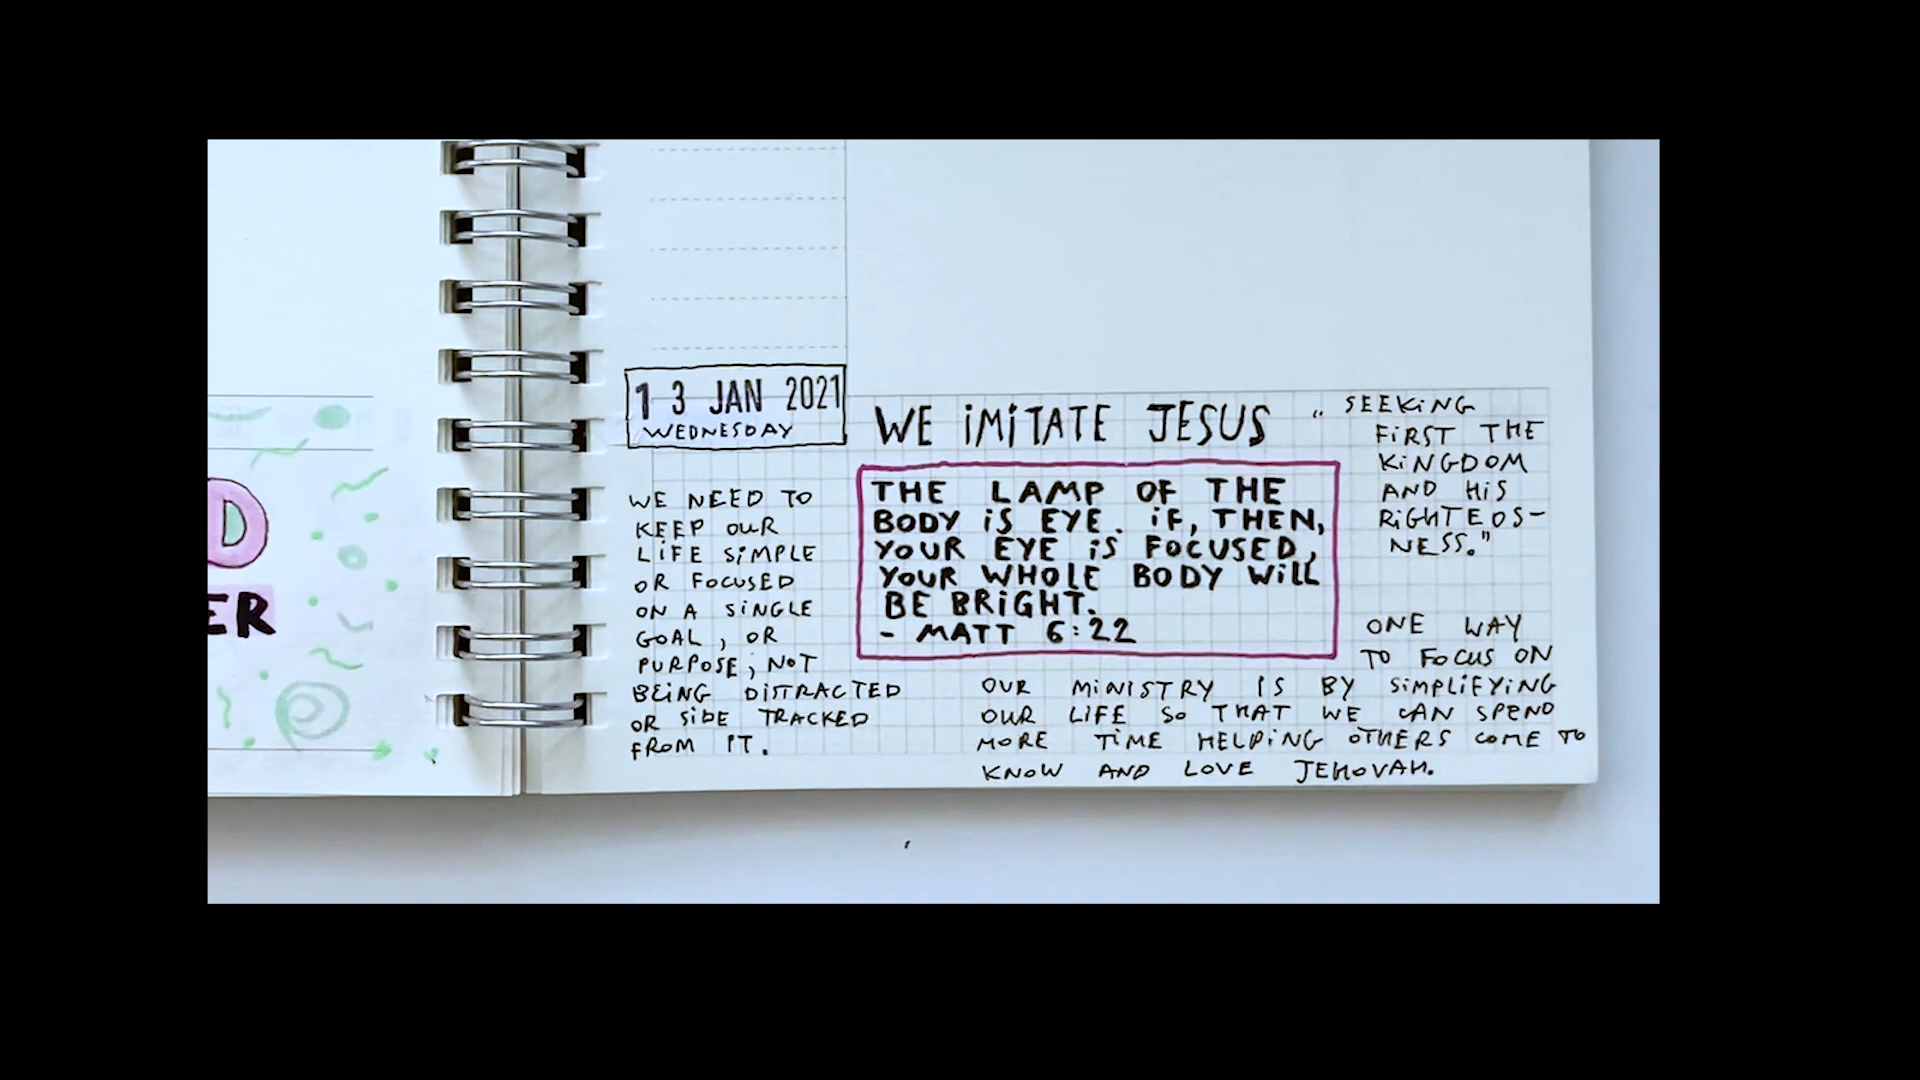 D
ER
13 JAN 2021
WEDNESDAY
WE NEED TO
KEEP OUR
LIFE SIMPLE
OR FOCUSED
ON A SINGLE
GOAL, OR
PURPOSE, NOT
BEING DISTRACTED
OR SIDE TRACKED
FROM IT.
WE IMITATE JESUS
THE LAMP OF THE
BODY IS EYE. IF, THEN,
YOUR EYE IS FOCUSED,
YOUR WHOLE BODY WILL
BE BRIGHT.
- MATT 6:22
„ SEEKING
FIRST THE
KINGDOM
AND HIS
RIGHTEOS-
NESS."
ONE WAY
TO FOCUS ON
OUR MINISTRY IS BY SIMPLIFYING
OUR LIFE SO THAT WE CAN SPEND
MORE TIME HELPING OTHERS COME TO
KNOW AND LOVE JEHOVAH.